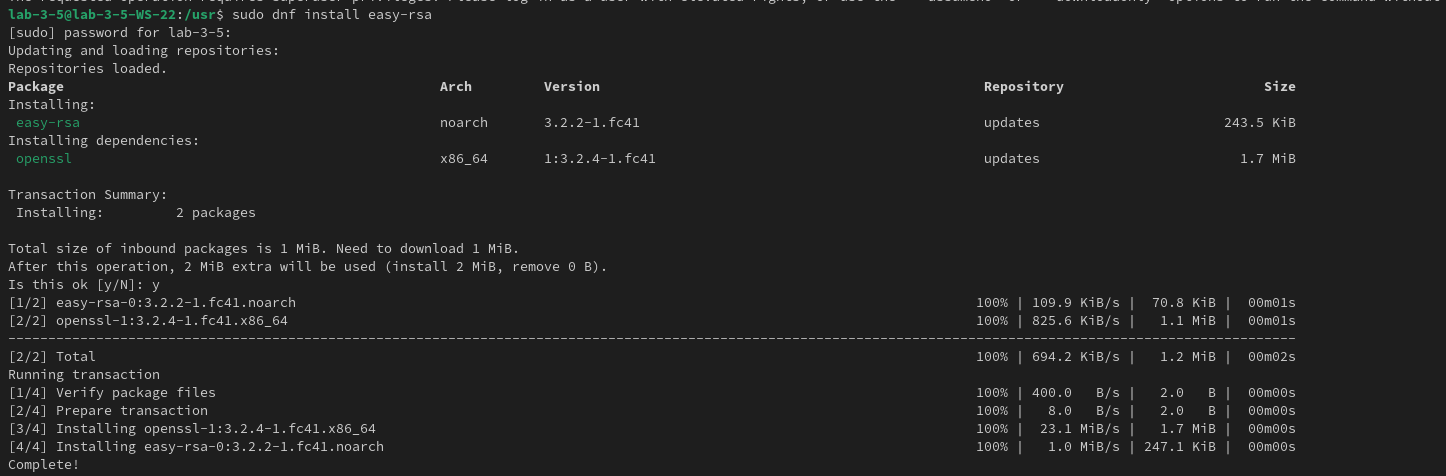 lab-3-5@lab-3-5-WS-22:/usr$ sudo dnf install easy-rsa
[sudo] password for lab-3-5:
Updating and loading repositories:
Repositories loaded.
Package Arch Version Repository Size
Installing:
easy-rsa noarch 3.2.2-1.fc41 updates 243.5 KiB
Installing dependencies:
openssl x86_64 1:3.2.4-1.fc41 updates 1.7 MiB
Transaction Summary:
Installing: 2 packages
Total size of inbound packages is 1 MiB. Need to download 1 MiB.
After this operation, 2 MiB extra will be used (install 2 MiB, remove 0 B).
Is this ok [y/N]: y
[1/2] easy-rsa-0:3.2.2-1.fc41.noarch 100% | 109.9 KiB/s | 70.8 KiB | 00m01s
[2/2] openssl-1:3.2.4-1.fc41.x86_64 100% | 825.6 KiB/s | 1.1 MiB | 00m01s
[2/2] Total 100% | 694.2 KiB/s | 1.2 MiB | 00m02s
Running transaction
[1/4] Verify package files 100% | 400.0 B/s | 2.0 B | 00m00s
[2/4] Prepare transaction 100% | 8.0 B/s | 2.0 B | 00m00s
[3/4] Installing openssl-1:3.2.4-1.fc41.x86_64 100% | 23.1 MiB/s | 1.7 MiB | 00m00s
[4/4] Installing easy-rsa-0:3.2.2-1.fc41.noarch 100% | 1.0 MiB/s | 247.1 KiB | 00m00s
Complete!